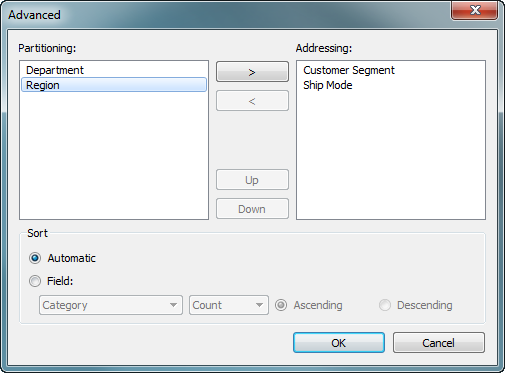 Advanced
Partitioning:
Addressing:
Department
Region
>
<
Up
Down
Customer Segment
Ship Mode
Sort
Automatic
Field:
Category
Count
Ascending
Descending
OK
Cancel